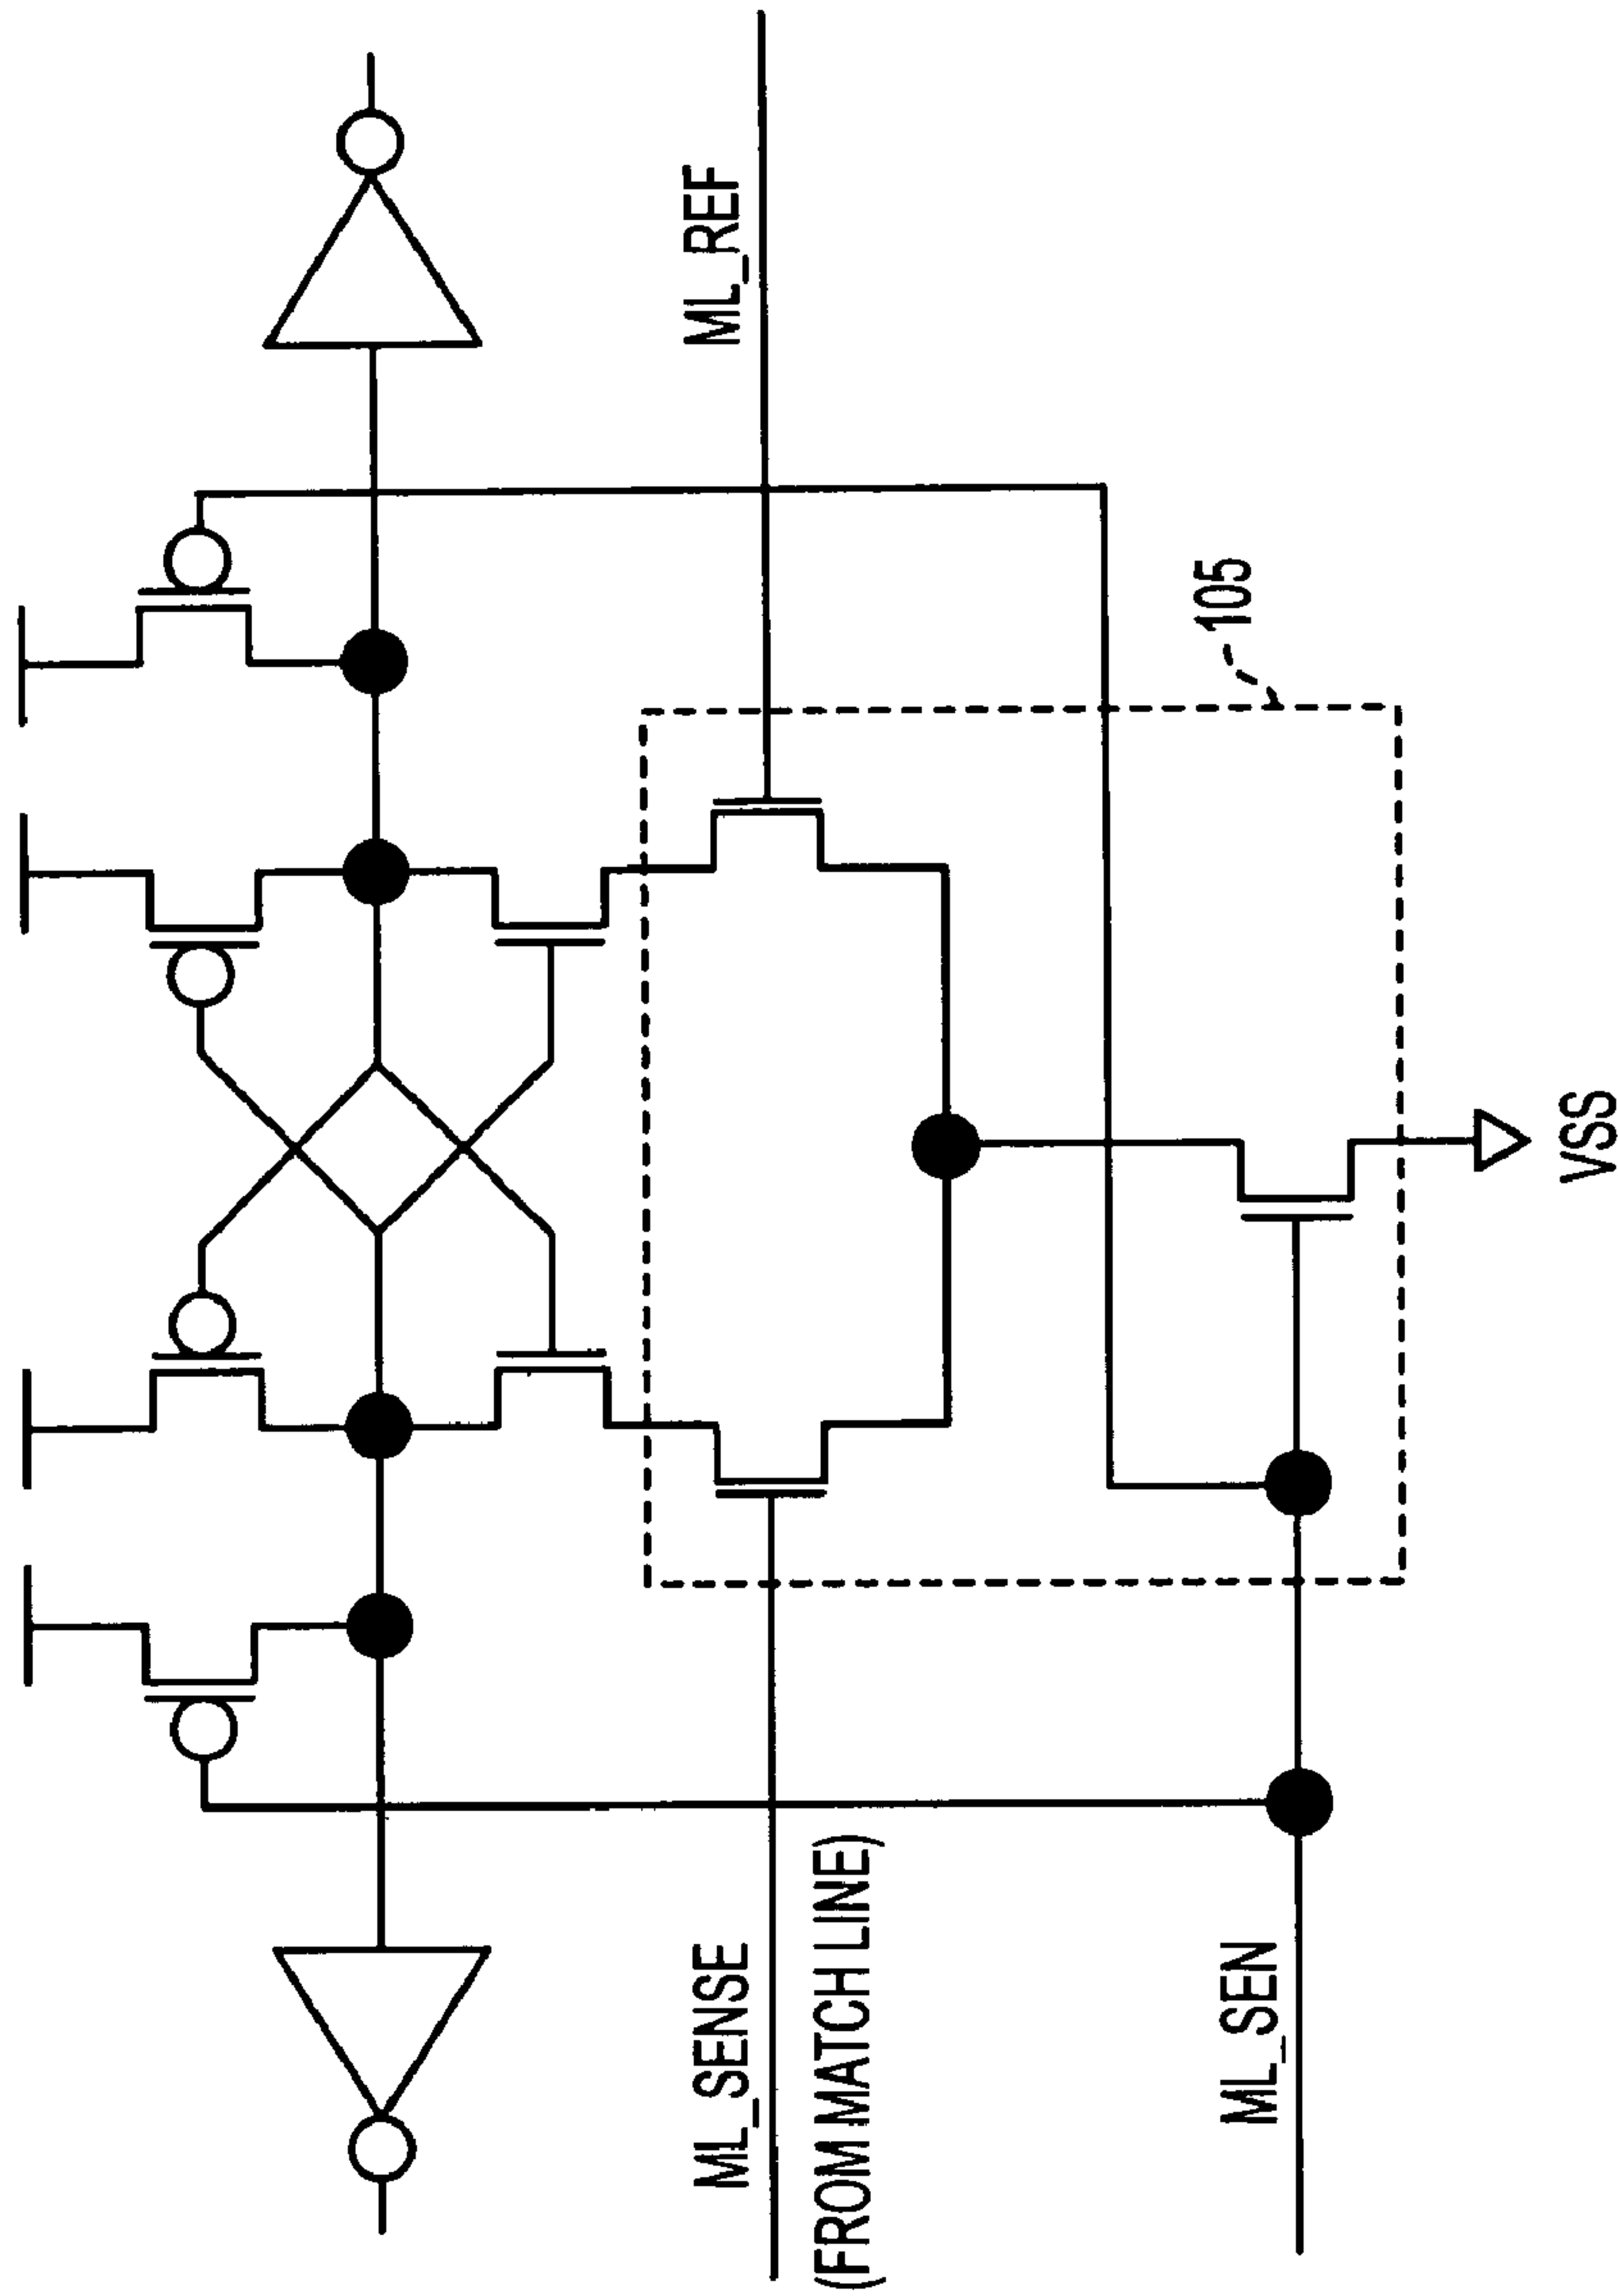 ML_SENSE
(FROM MATCH LINE)
ML_REF
ML_SEN
105
VSS